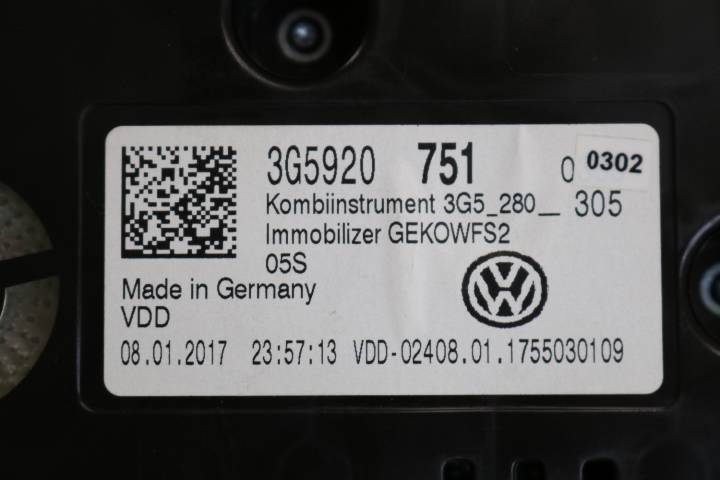 3G5920 751 0 0302
Kombiinstrument 3G5_280__ 305
Immobilizer GEKOWFS2
05S
Made in Germany
VDD
08.01.2017 23:57:13 VDD-02408.01.1755030109